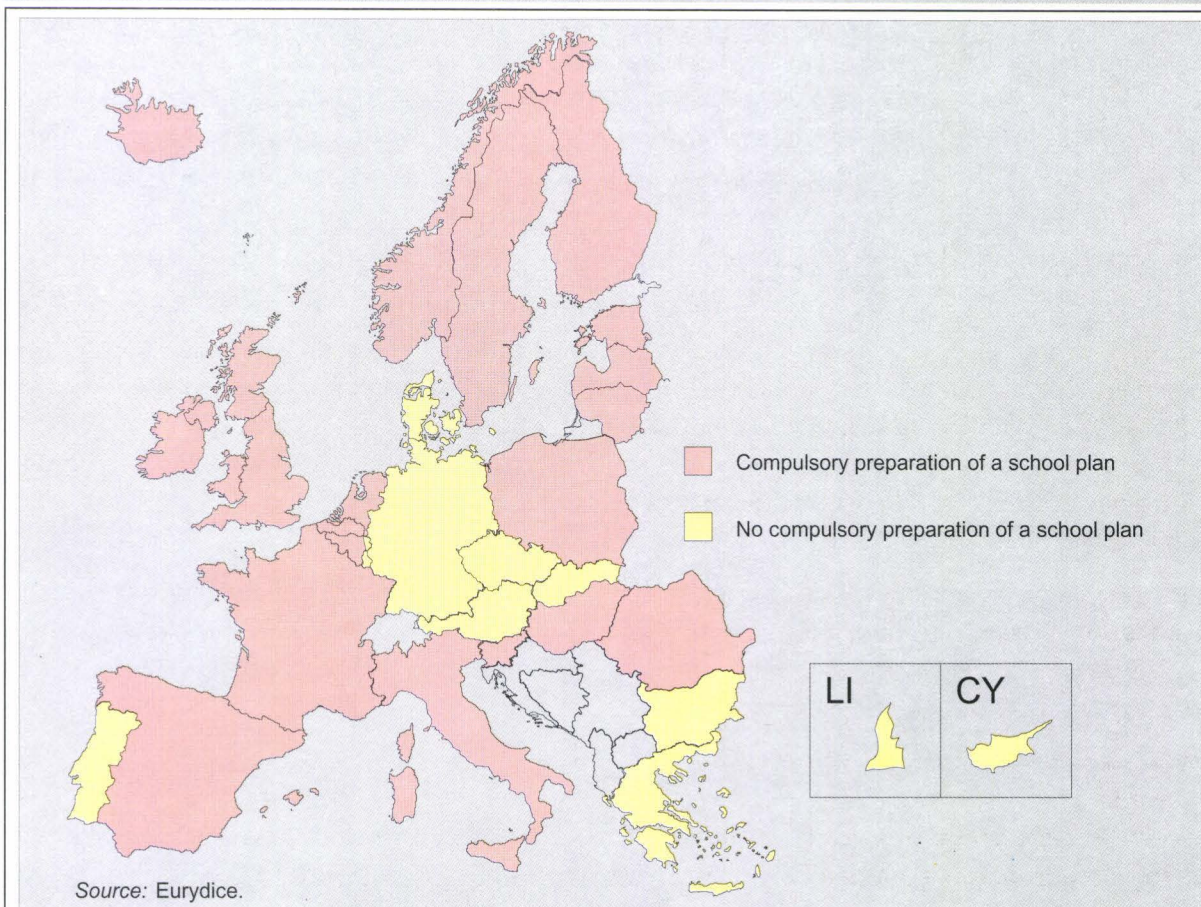 Compulsory preparation of a school plan
No compulsory preparation of a school plan
LI CY
Source: Eurydice.